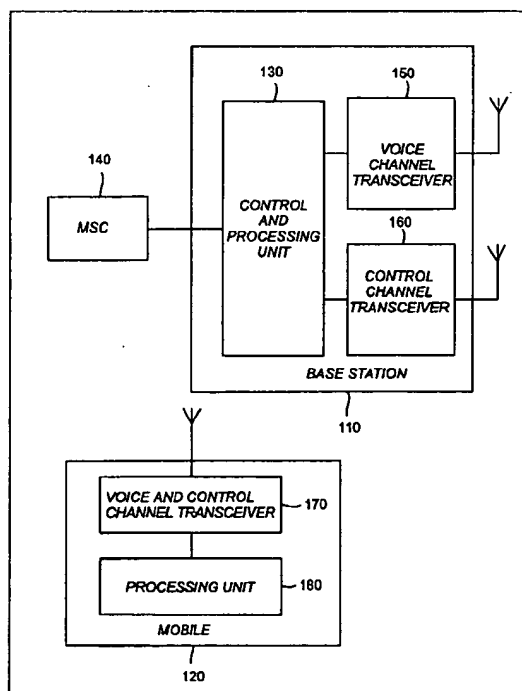 130
150
140
VOICE
CHANNEL
TRANSCEIVER
MSC
CONTROL
AND
PROCESSING
UNIT
160
CONTROL
CHANNEL
TRANSCEIVER
BASE STATION
110
VOICE AND CONTROL
CHANNEL TRANSCEIVER
170
PROCESSING UNIT
180
MOBILE
120